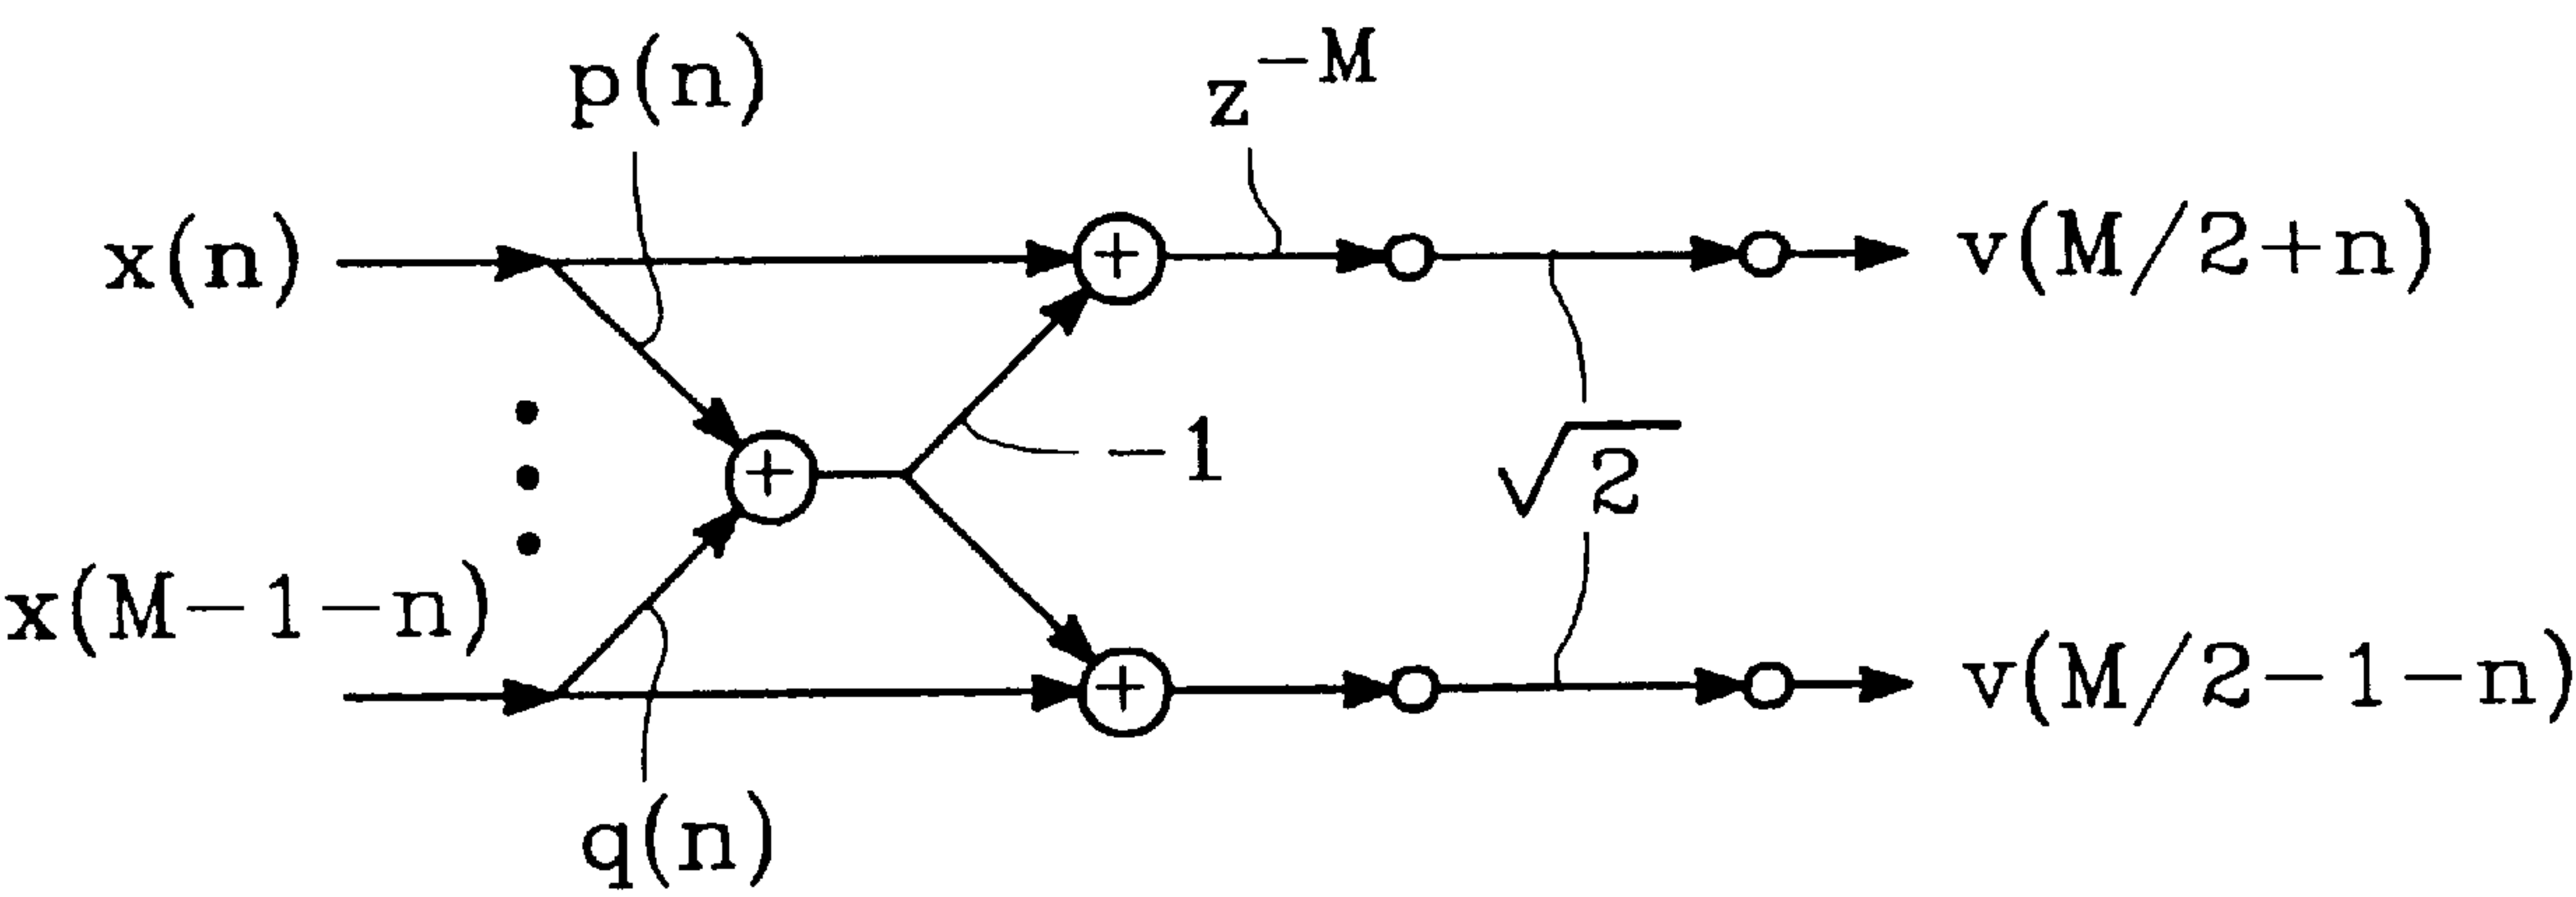 p(n)
z^{-M}
x(n)
+
v(M/2+n)
-1
+
√2
x(M-1-n)
+
v(M/2-1-n)
q(n)